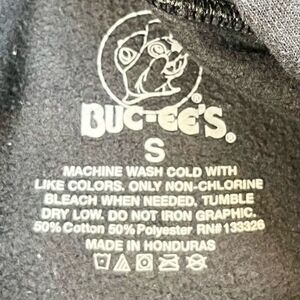 BUC-EE'S®
S
MACHINE WASH COLD WITH
LIKE COLORS. ONLY NON-CHLORINE
BLEACH WHEN NEEDED. TUMBLE
DRY LOW. DO NOT IRON GRAPHIC.
50% Cotton 50% Polyester RN#133326
MADE IN HONDURAS